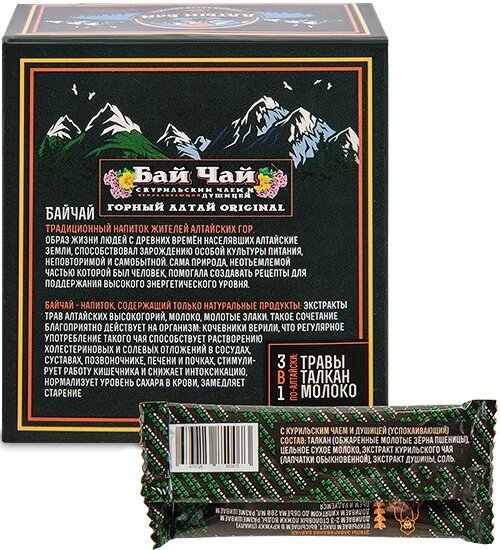 Бай Чай
С КУРИЛЬСКИМ ЧАЕМ И
УСПОКАИВАЮЩЕЙ
ДУШИЦЕЙ
ГОРНЫЙ АЛТАЙ ORIGINAL
БАЙЧАЙ
ТРАДИЦИОННЫЙ НАПИТОК ЖИТЕЛЕЙ АЛТАЙСКИХ ГОР.
ОБРАЗ ЖИЗНИ ЛЮДЕЙ С ДРЕВНИХ ВРЕМЁН НАСЕЛЯВШИХ АЛТАЙСКИЕ
ЗЕМЛИ, СПОСОБСТВОВАЛ ЗАРОЖДЕНИЮ ОСОБОЙ КУЛЬТУРЫ ПИТАНИЯ,
НЕПОВТОРИМОЙ И САМОБЫТНОЙ. САМА ПРИРОДА, НЕОТЪЕМЛЕМОЙ
ЧАСТЬЮ КОТОРОЙ БЫЛ ЧЕЛОВЕК, ПОМОГАЛА СОЗДАВАТЬ РЕЦЕПТЫ ДЛЯ
ПОДДЕРЖАНИЯ ВЫСОКОГО ЭНЕРГЕТИЧЕСКОГО УРОВНЯ.
БАЙЧАЙ - НАПИТОК, СОДЕРЖАЩИЙ ТОЛЬКО НАТУРАЛЬНЫЕ ПРОДУКТЫ: ЭКСТРАКТЫ
ТРАВ АЛТАЙСКИХ ВЫСОКОГОРИЙ, МОЛОКО, МОЛОТЫЕ ЗЛАКИ. ТАКОЕ СОЧЕТАНИЕ
БЛАГОПРИЯТНО ДЕЙСТВУЕТ НА ОРГАНИЗМ: КОЧЕВНИКИ ВЕРИЛИ, ЧТО РЕГУЛЯРНОЕ
УПОТРЕБЛЕНИЕ ТАКОГО ЧАЯ СПОСОБСТВУЕТ РАСТВОРЕНИЮ
ХОЛЕСТЕРИНОВЫХ И СОЛЕВЫХ ОТЛОЖЕНИЙ В СОСУДАХ,
СУСТАВАХ, ПОЗВОНОЧНИКЕ, ПЕЧЕНИ И ПОЧКАХ, СТИМУЛИ-
РУЕТ РАБОТУ КИШЕЧНИКА И СНИЖАЕТ ИНТОКСИКАЦИЮ,
НОРМАЛИЗУЕТ УРОВЕНЬ САХАРА В КРОВИ, ЗАМЕДЛЯЕТ
СТАРЕНИЕ
3 В 1
ПО-АЛТАЙСКИ:
ТРАВЫ
ТАЛКАН
МОЛОКО
С КУРИЛЬСКИМ ЧАЕМ И ДУШИЦЕЙ (УСПОКАИВАЮЩИЙ)
СОСТАВ: ТАЛКАН (ОБЖАРЕННЫЕ МОЛОТЫЕ ЗЁРНА ПШЕНИЦЫ),
ЦЕЛЬНОЕ СУХОЕ МОЛОКО, ЭКСТРАКТ КУРИЛЬСКОГО ЧАЯ
(ЛАПЧАТКИ ОБЫКНОВЕННОЙ), ЭКСТРАКТ ДУШИЦЫ, СОЛЬ.